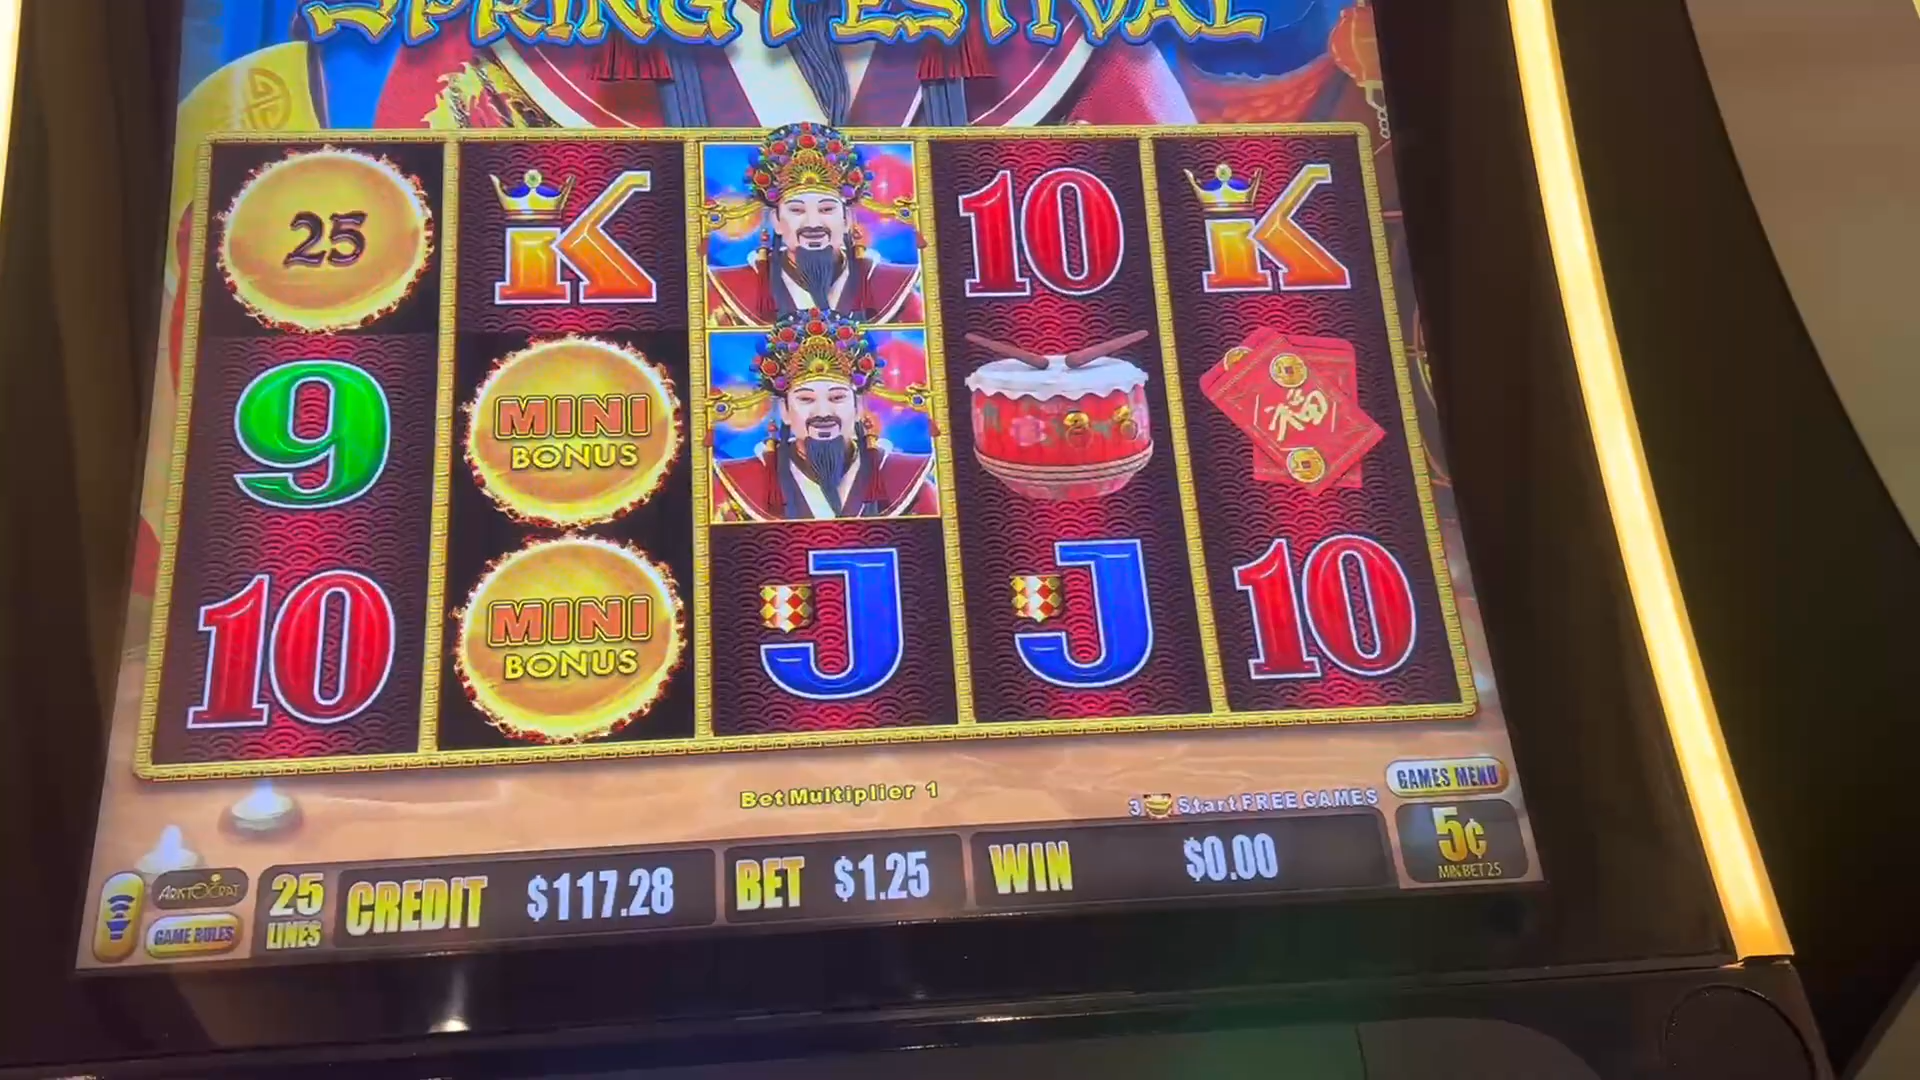 SPRING FESTIVAL
25 K 10 K
9 MINI BONUS 福
10 MINI BONUS J J 10
Bet Multiplier 1
3 Start FREE GAMES
GAMES MENU
ARISTOCRAT
GAME RULES
25 LINES
CREDIT $117.28
BET $1.25
WIN $0.00
5¢
MIN BET 25